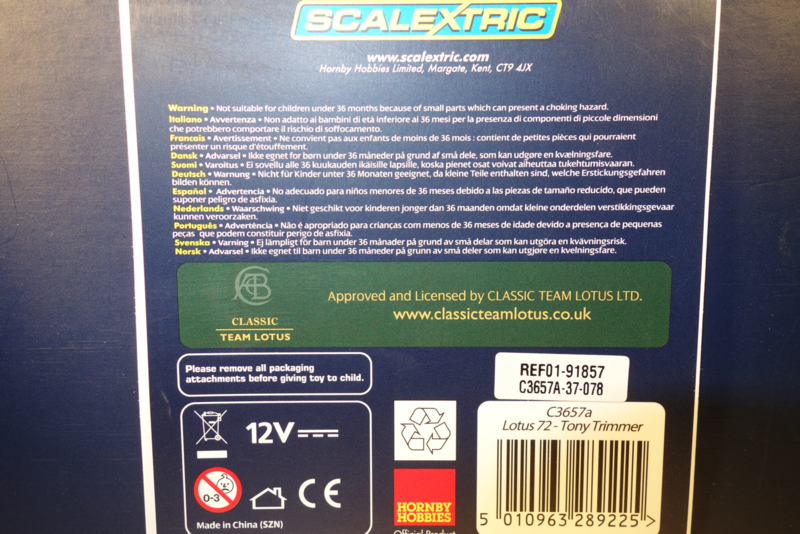 SCALEXTRIC
www.scalextric.com
Hornby Hobbies Limited, Margate, Kent, CT9 4JX
Warning • Not suitable for children under 36 months because of small parts which can present a choking hazard.
Italiano • Avvertenza • Non adatto ai bambini di età inferiore ai 36 mesi per la presenza di componenti di piccole dimensioni
che potrebbero comportare il rischio di soffocamento.
Francais • Avertissement • Ne convient pas aux enfants de moins de 36 mois : contient de petites pièces qui pourraient
présenter un risque d'étouffement.
Dansk • Advarsel • Ikke egnet for børn under 36 måneder på grund af små dele, som kan udgøre en kvælningsfare.
Suomi • Varoitus • Ei sovellu alle 36 kuukauden ikäisille lapsille, koska pienet osat voivat aiheuttaa tukehtumisvaaran.
Deutsch • Warnung • Nicht für Kinder unter 36 Monaten geeignet, da kleine Teile enthalten sind, welche Erstickungsgefahren
bilden können.
Español • Advertencia • No adecuado para niños menores de 36 meses debido a las piezas de tamaño reducido, que pueden
suponer peligro de asfixia.
Nederlands • Waarschwing • Niet geschikt voor kinderen jonger dan 36 maanden omdat kleine onderdelen verstikkingsgevaar
kunnen veroorzaken.
Português • Advertência • Não é apropriado para crianças com menos de 36 meses de idade devido a presença de pequenas
peças que podem constituir perigo de asfixia.
Svenska • Varning • Ej lämpligt för barn under 36 månader på grund av små delar som kan utgöra en kvävningsrisk.
Norsk • Advarsel • Ikke egnet til barn under 36 måneder på grunn av små deler som kan utgjøre en kvelningsfare.
ACBC
CLASSIC
TEAM LOTUS
Approved and Licensed by CLASSIC TEAM LOTUS LTD.
www.classicteamlotus.co.uk
Please remove all packaging
attachments before giving toy to child.
REF01-91857
C3657A-37-078
12V
0-3
CE
Made in China (SZN)
HORNBY
HOBBIES
Official Product
C3657a
Lotus 72 - Tony Trimmer
5 010963 289225 >